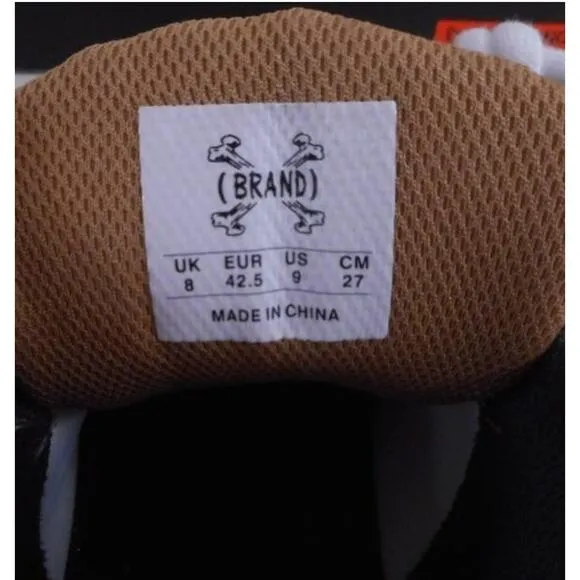 (BRAND)
UK EUR US CM
8 42.5 9 27
MADE IN CHINA